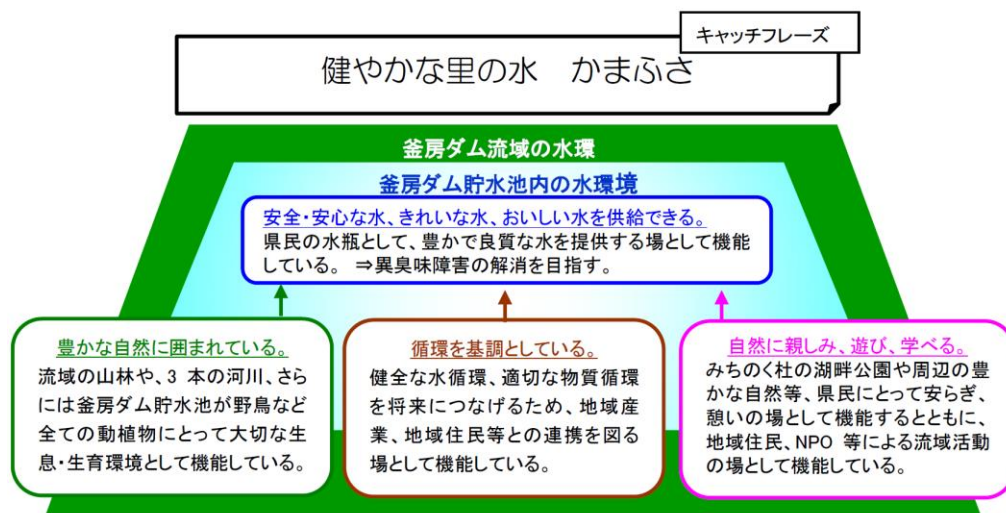 キャッチフレーズ
健やかな里の水　かまふさ
釜房ダム流域の水環
釜房ダム貯水池内の水環境
安全・安心な水、きれいな水、おいしい水を供給できる。
県民の水瓶として、豊かで良質な水を提供する場として機能
している。 ⇒異臭味障害の解消を目指す。
豊かな自然に囲まれている。
流域の山林や、3 本の河川、さら
には釜房ダム貯水池が野鳥など
全ての動植物にとって大切な生
息・生育環境として機能している。
循環を基調としている。
健全な水循環、適切な物質循環
を将来につなげるため、地域産
業、地域住民等との連携を図る
場として機能している。
自然に親しみ、遊び、学べる。
みちのく杜の湖畔公園や周辺の豊
かな自然等、県民にとって安らぎ、
憩いの場として機能するとともに、
地域住民、NPO 等による流域活動
の場として機能している。